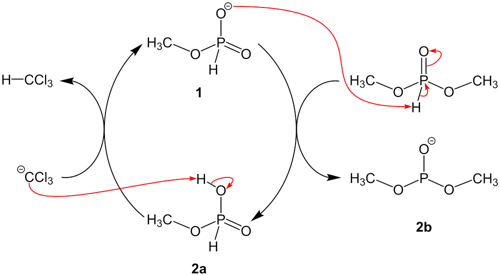 O⊖
H₃C O P O
H
1
H–CCl₃
⊖CCl₃
O
H₃C O P O CH₃
H
O⊖
H₃C O P O CH₃
2b
H O
H₃C O P O
H
2a